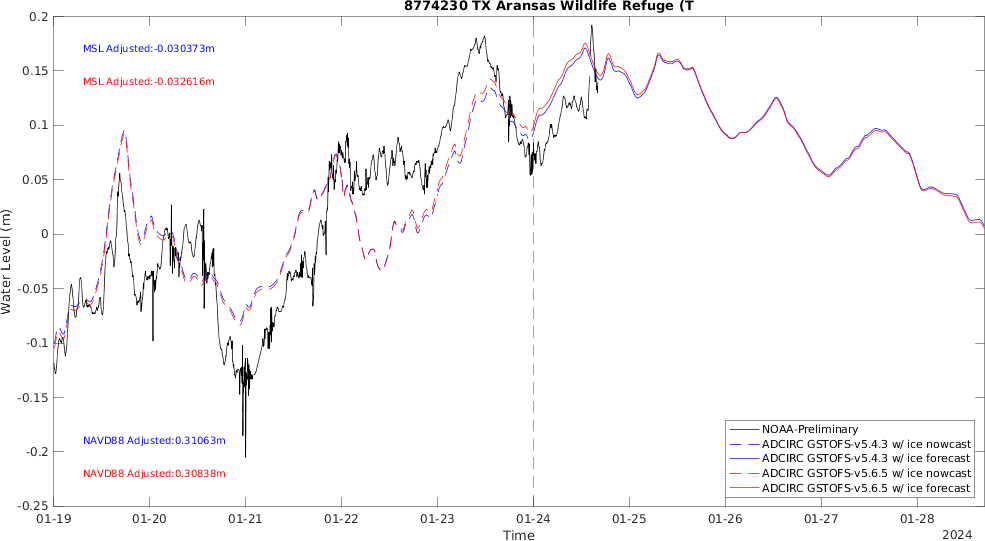 8774230 TX Aransas Wildlife Refuge (T
Water Level (m)
0.2
0.15
0.1
0.05
0
-0.05
-0.1
-0.15
-0.2
-0.25
MSL Adjusted:-0.030373m
MSL Adjusted:-0.032616m
NAVD88 Adjusted:0.31063m
NAVD88 Adjusted:0.30838m
NOAA-Preliminary
ADCIRC GSTOFS-v5.4.3 w/ ice nowcast
ADCIRC GSTOFS-v5.4.3 w/ ice forecast
ADCIRC GSTOFS-v5.6.5 w/ ice nowcast
ADCIRC GSTOFS-v5.6.5 w/ ice forecast
01-19 01-20 01-21 01-22 01-23 01-24 01-25 01-26 01-27 01-28
Time
2024